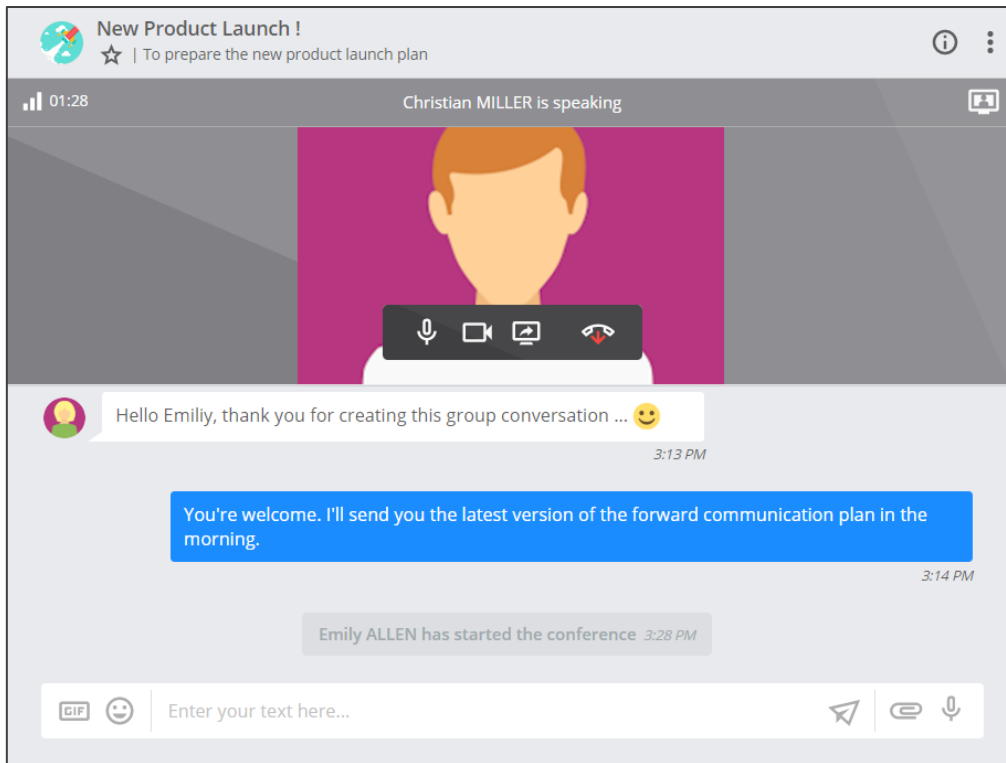 New Product Launch !
| To prepare the new product launch plan
01:28
Christian MILLER is speaking
Hello Emiliy, thank you for creating this group conversation ...
3:13 PM
You're welcome. I'll send you the latest version of the forward communication plan in the
morning.
3:14 PM
Emily ALLEN has started the conference 3:28 PM
GIF
Enter your text here...